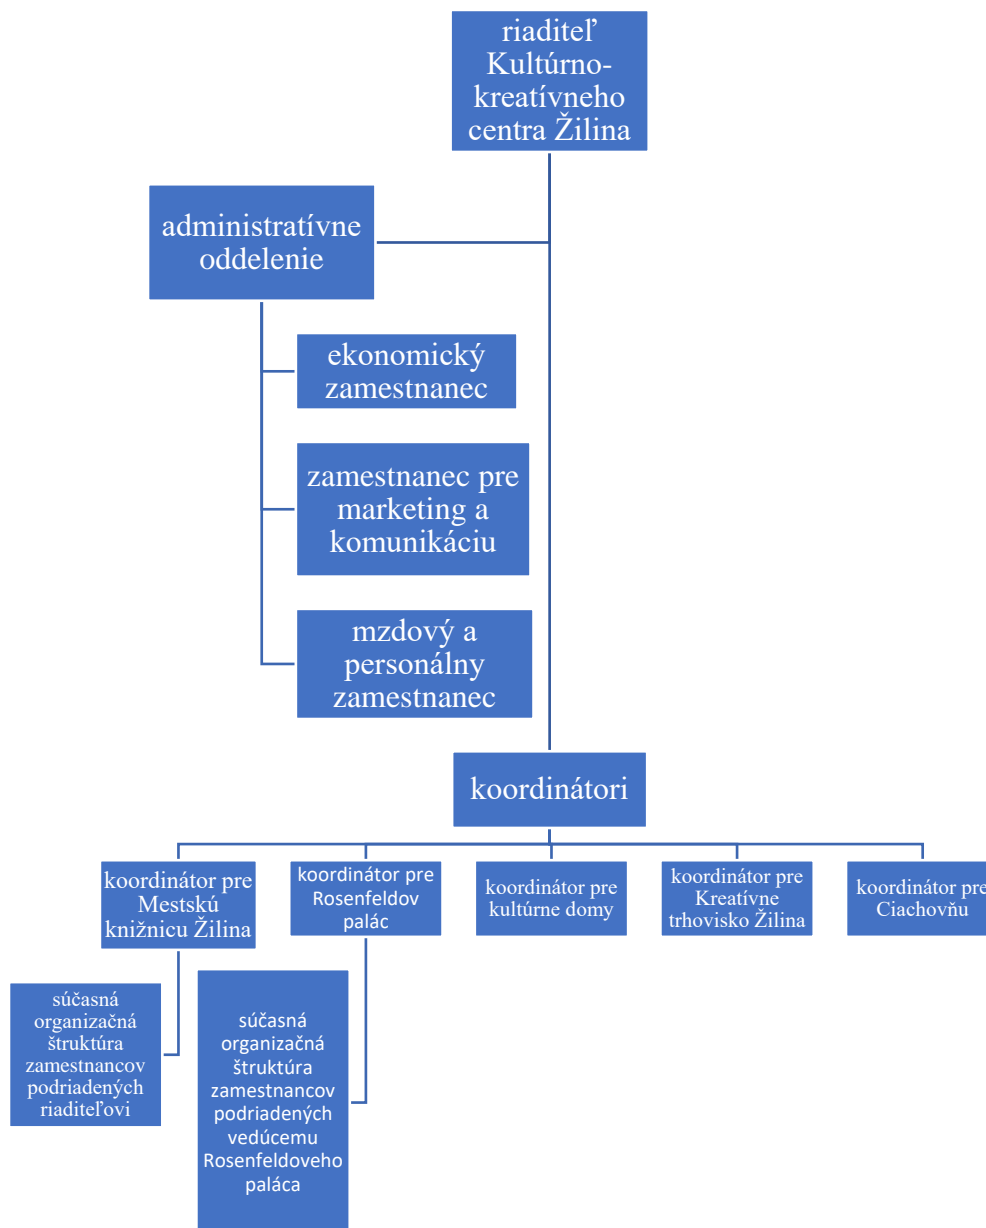 riaditeľ
Kultúrno-
kreatívneho
centra Žilina
administratívne
oddelenie
ekonomický
zamestnanec
zamestnanec pre
marketing a
komunikáciu
mzdový a
personálny
zamestnanec
koordinátori
koordinátor pre
Mestskú
knižnicu Žilina
koordinátor pre
Rosenfeldov
palác
koordinátor pre
kultúrne domy
koordinátor pre
Kreatívne
trhovisko Žilina
koordinátor pre
Ciachovňu
súčasná
organizačná
štruktúra
zamestnancov
podriadených
riaditeľovi
súčasná
organizačná
štruktúra
zamestnancov
podriadených
vedúcemu
Rosenfeldoveho
paláca